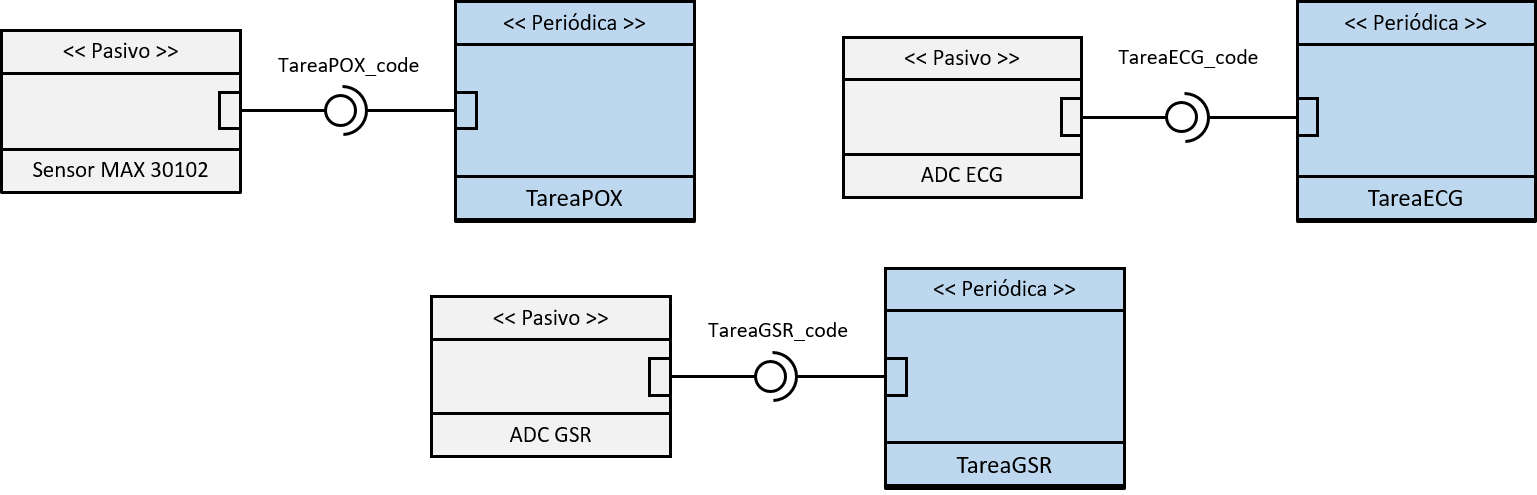 << Pasivo >>
TareaPOX_code
<< Periódica >>
Sensor MAX 30102
TareaPOX
<< Pasivo >>
TareaECG_code
<< Periódica >>
ADC ECG
TareaECG
<< Pasivo >>
TareaGSR_code
<< Periódica >>
ADC GSR
TareaGSR